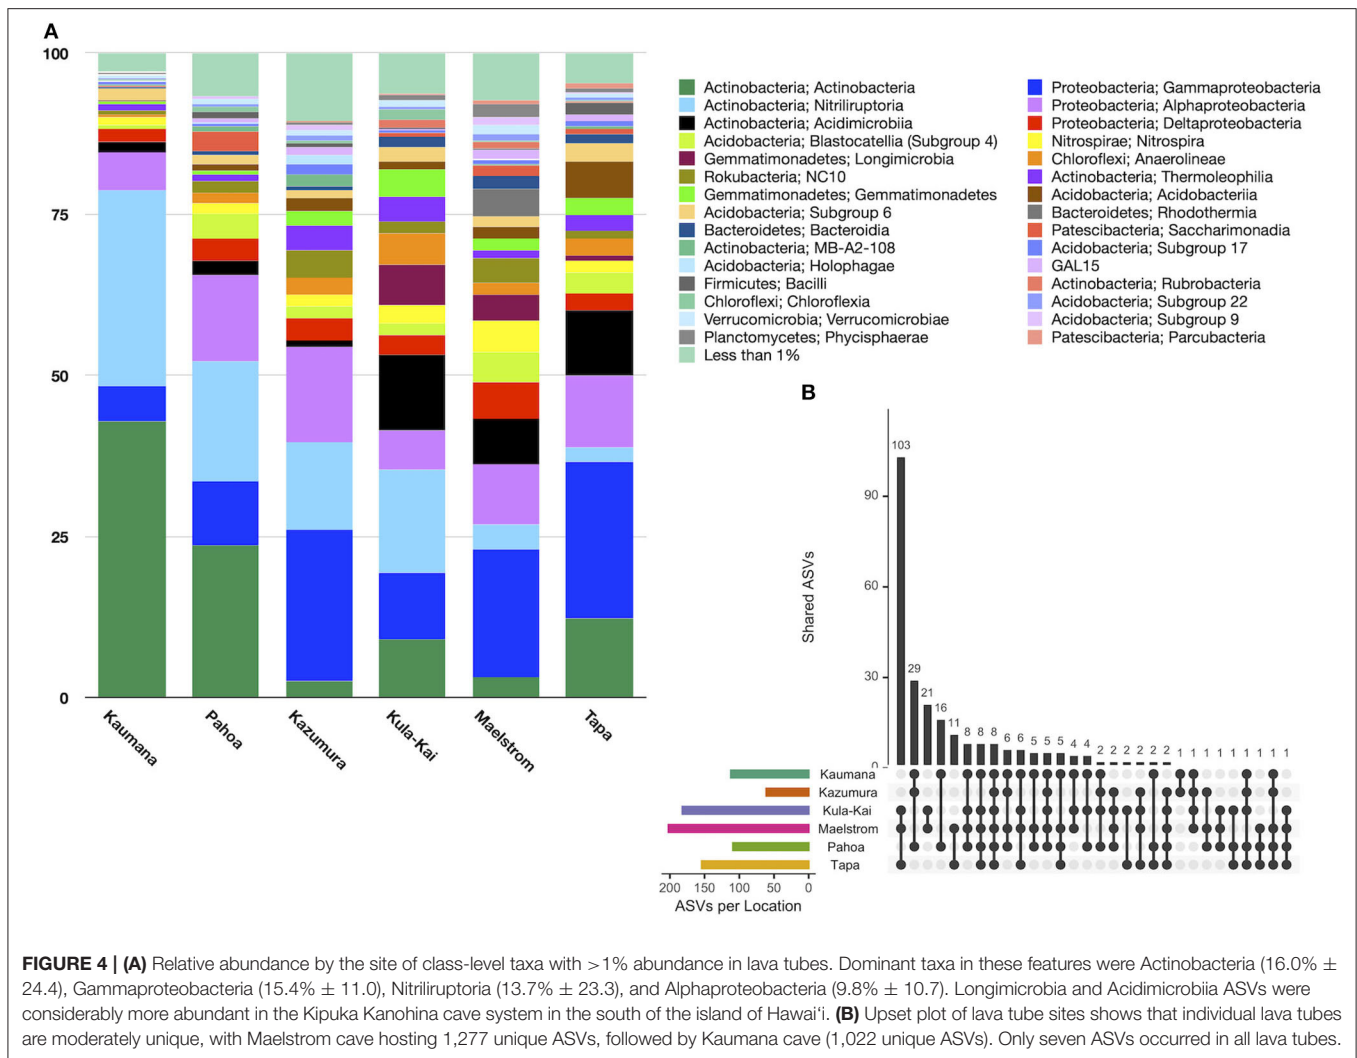 (A)
100
75
50
25
0
Kaumana
Pahoa
Kazumura
Kula-Kai
Maelstrom
Tapa
Actinobacteria; Actinobacteria
Actinobacteria; Nitriliruptoria
Actinobacteria; Acidimicrobiia
Acidobacteria; Blastocatellia (Subgroup 4)
Gemmatimonadetes; Longimicrobia
Rokubacteria; NC10
Gemmatimonadetes; Gemmatimonadetes
Acidobacteria; Subgroup 6
Bacteroidetes; Bacteroidia
Actinobacteria; MB-A2-108
Acidobacteria; Holophagae
Firmicutes; Bacilli
Chloroflexi; Chloroflexia
Verrucomicrobia; Verrucomicrobiae
Planctomycetes; Phycisphaerae
Less than 1%
Proteobacteria; Gammaproteobacteria
Proteobacteria; Alphaproteobacteria
Proteobacteria; Deltaproteobacteria
Nitrospirae; Nitrospira
Chloroflexi; Anaerolineae
Actinobacteria; Thermoleophilia
Acidobacteria; Acidobacteriia
Bacteroidetes; Rhodothermia
Patescibacteria; Saccharimonadia
Acidobacteria; Subgroup 17
GAL15
Actinobacteria; Rubrobacteria
Acidobacteria; Subgroup 22
Acidobacteria; Subgroup 9
Patescibacteria; Parcubacteria
B
Shared ASVs
90
60
30
0
103 29 21 16 11 8 8 8 6 6 5 5 5 4 4 2 2 2 2 2 2 1 1 1 1 1 1 1 1 1
Kaumana
Kazumura
Kula-Kai
Maelstrom
Pahoa
Tapa
200 150 100 50 0
ASVs per Location
FIGURE 4 | (A) Relative abundance by the site of class-level taxa with >1% abundance in lava tubes. Dominant taxa in these features were Actinobacteria (16.0% ±
24.4), Gammaproteobacteria (15.4% ± 11.0), Nitriliruptoria (13.7% ± 23.3), and Alphaproteobacteria (9.8% ± 10.7). Longimicrobia and Acidimicrobiia ASVs were
considerably more abundant in the Kipuka Kanohina cave system in the south of the island of Hawaiʻi. (B) Upset plot of lava tube sites shows that individual lava tubes
are moderately unique, with Maelstrom cave hosting 1,277 unique ASVs, followed by Kaumana cave (1,022 unique ASVs). Only seven ASVs occurred in all lava tubes.